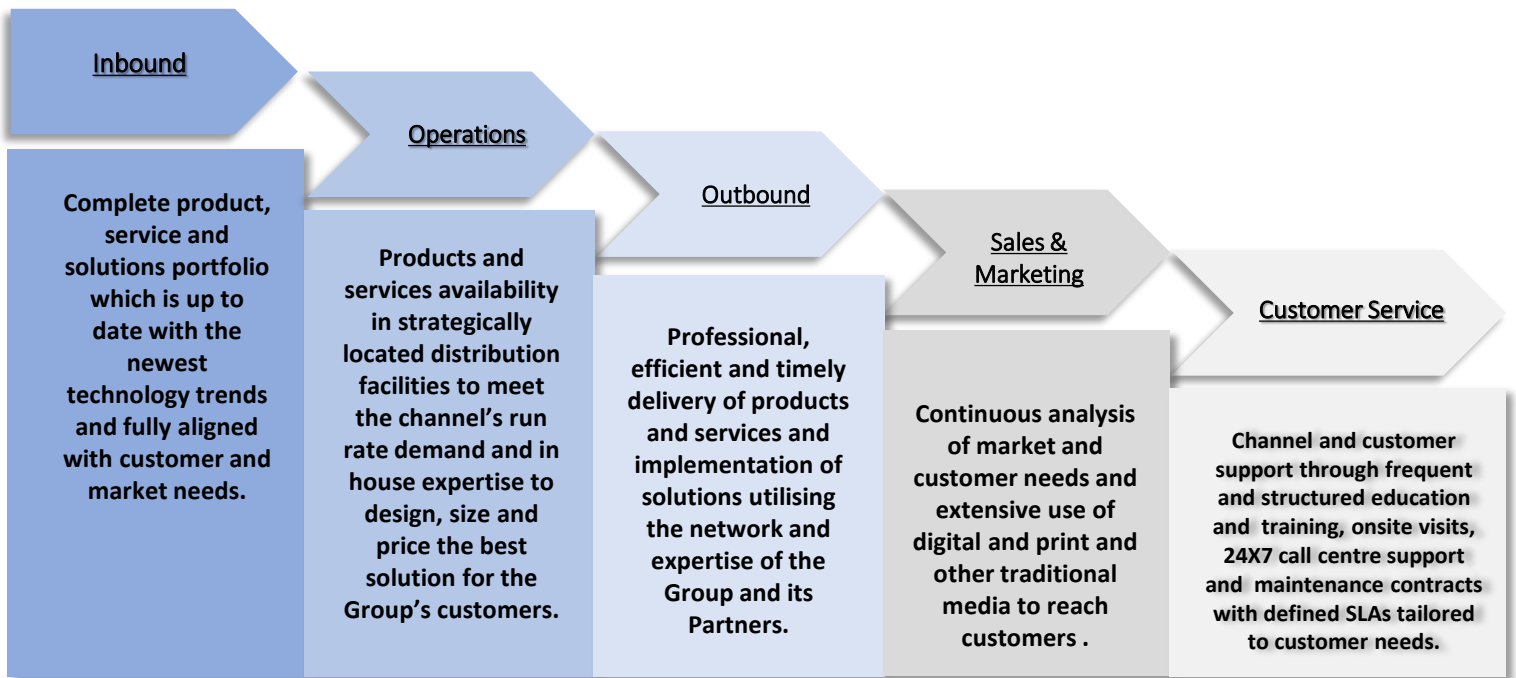 Inbound
Complete product,
service and
solutions portfolio
which is up to
date with the
newest
technology trends
and fully aligned
with customer and
market needs.
Operations
Products and
services availability
in strategically
located distribution
facilities to meet
the channel’s run
rate demand and in
house expertise to
design, size and
price the best
solution for the
Group’s customers.
Outbound
Professional,
efficient and timely
delivery of products
and services and
implementation of
solutions utilising
the network and
expertise of the
Group and its
Partners.
Sales &
Marketing
Continuous analysis
of market and
customer needs and
extensive use of
digital and print and
other traditional
media to reach
customers .
Customer Service
Channel and customer
support through frequent
and structured education
and  training, onsite visits,
24X7 call centre support
and  maintenance contracts
with defined SLAs tailored
to customer needs.